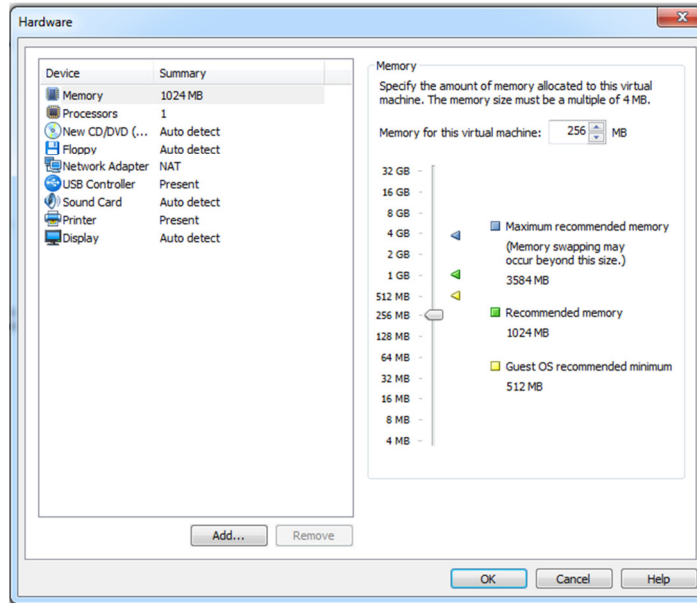 Hardware
Device Summary
Memory 1024 MB
Processors 1
New CD/DVD (... Auto detect
Floppy Auto detect
Network Adapter NAT
USB Controller Present
Sound Card Auto detect
Printer Present
Display Auto detect
Add... Remove
Memory
Specify the amount of memory allocated to this virtual
machine. The memory size must be a multiple of 4 MB.
Memory for this virtual machine: 256 MB
32 GB
16 GB
8 GB
4 GB
2 GB
1 GB
512 MB
256 MB
128 MB
64 MB
32 MB
16 MB
8 MB
4 MB
Maximum recommended memory
(Memory swapping may
occur beyond this size.)
3584 MB
Recommended memory
1024 MB
Guest OS recommended minimum
512 MB
OK Cancel Help